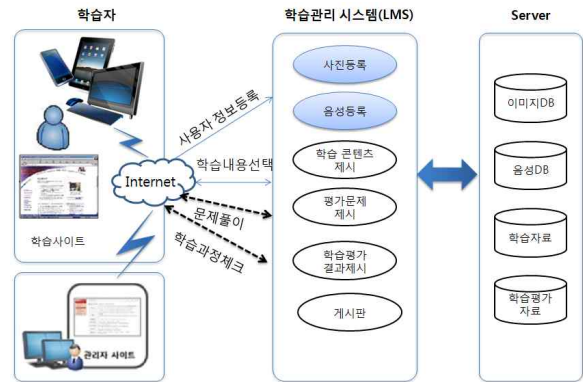 학습자
학습관리 시스템(LMS)
Server
사진등록
사용자 정보등록
음성등록
이미지DB
학습 콘텐츠
제시
학습내용선택
Internet
음성DB
평가문제
제시
문제풀이
학습사이트
학습과정체크
학습평가
결과제시
학습자료
게시판
학습평가
자료
관리자 사이트